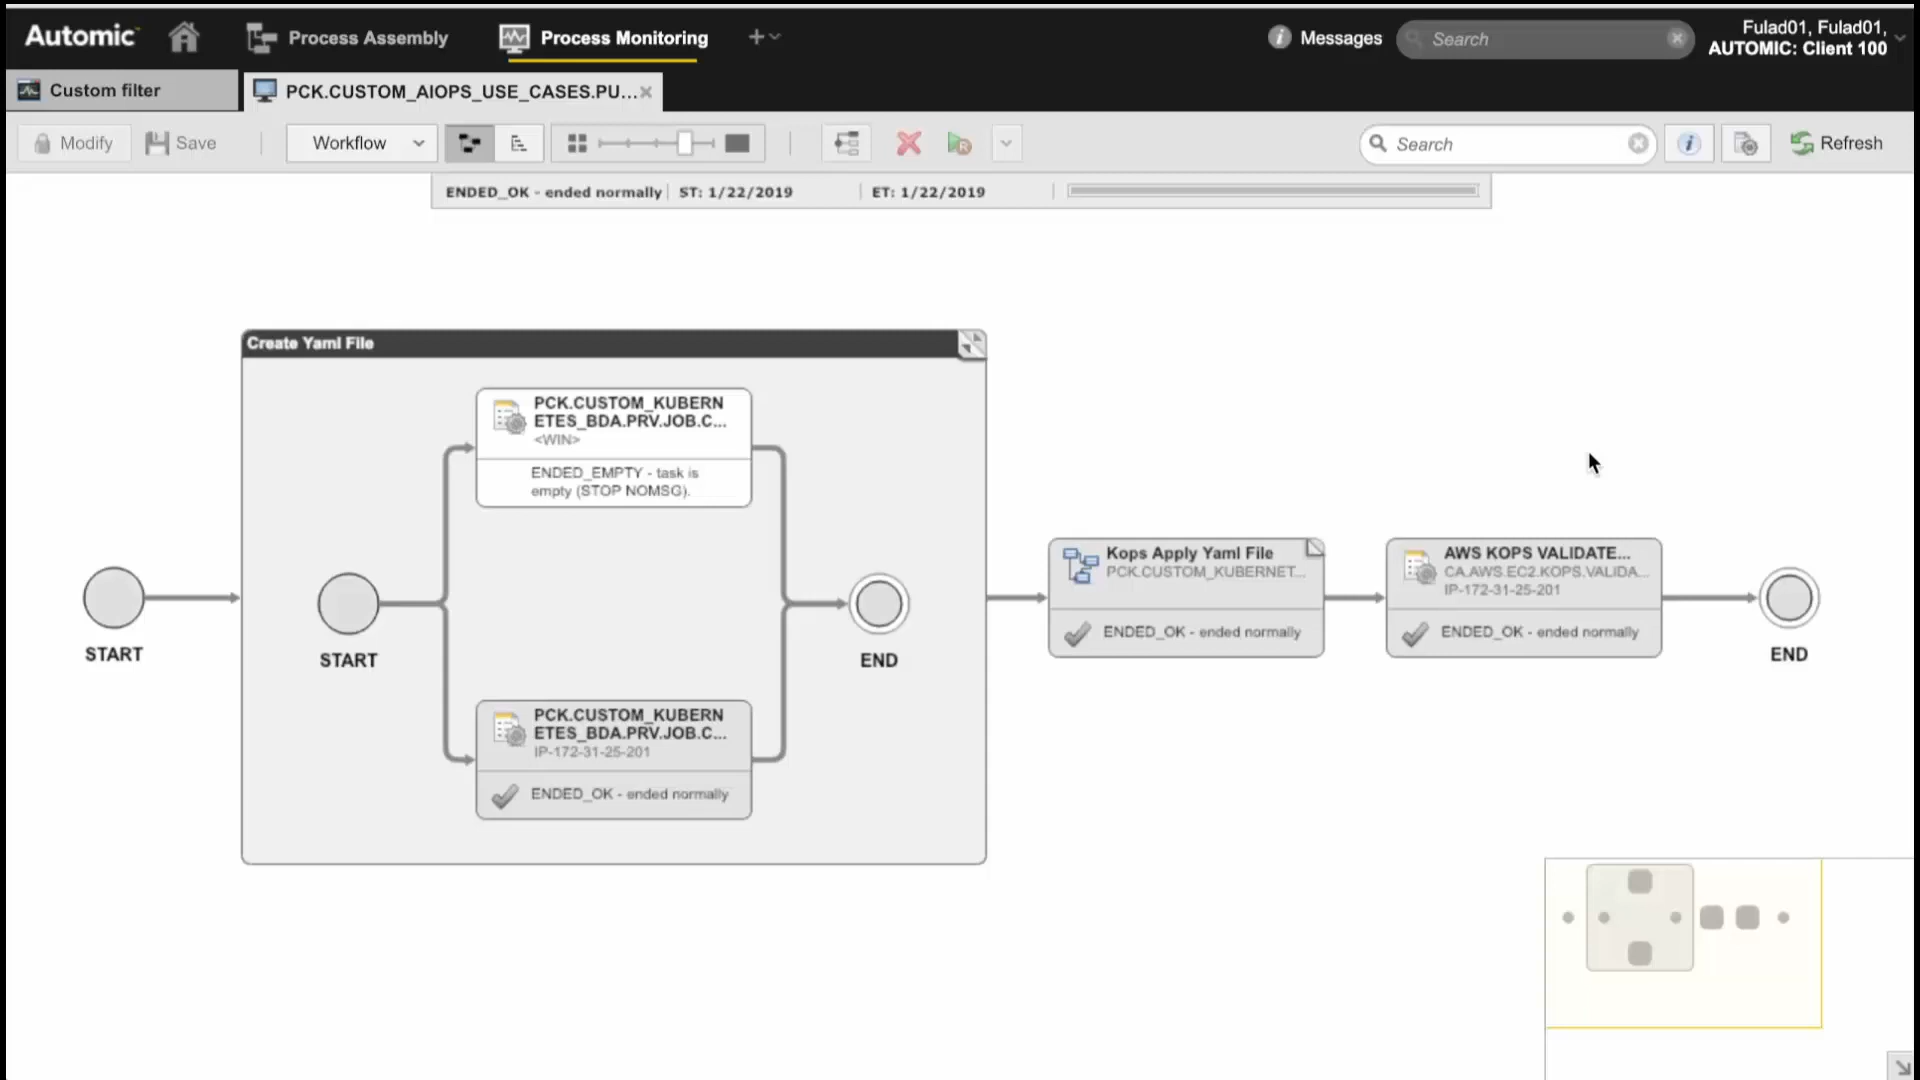 Automic
Process Assembly
Process Monitoring
Messages
Search
Fulad01, Fulad01,
AUTOMIC: Client 100
Custom filter
PCK.CUSTOM_AIOPS_USE_CASES.PU...
Modify
Save
Workflow
Search
Refresh
ENDED_OK - ended normally
ST: 1/22/2019
ET: 1/22/2019
Create Yaml File
PCK.CUSTOM_KUBERN
ETES_BDA.PRV.JOB.C...
<WIN>
ENDED_EMPTY - task is
empty (STOP NOMSG).
START
START
END
PCK.CUSTOM_KUBERN
ETES_BDA.PRV.JOB.C...
IP-172-31-25-201
ENDED_OK - ended normally
Kops Apply Yaml File
PCK.CUSTOM_KUBERNET...
ENDED_OK - ended normally
AWS KOPS VALIDATE...
CA.AWS.EC2.KOPS.VALIDA...
IP-172-31-25-201
ENDED_OK - ended normally
END